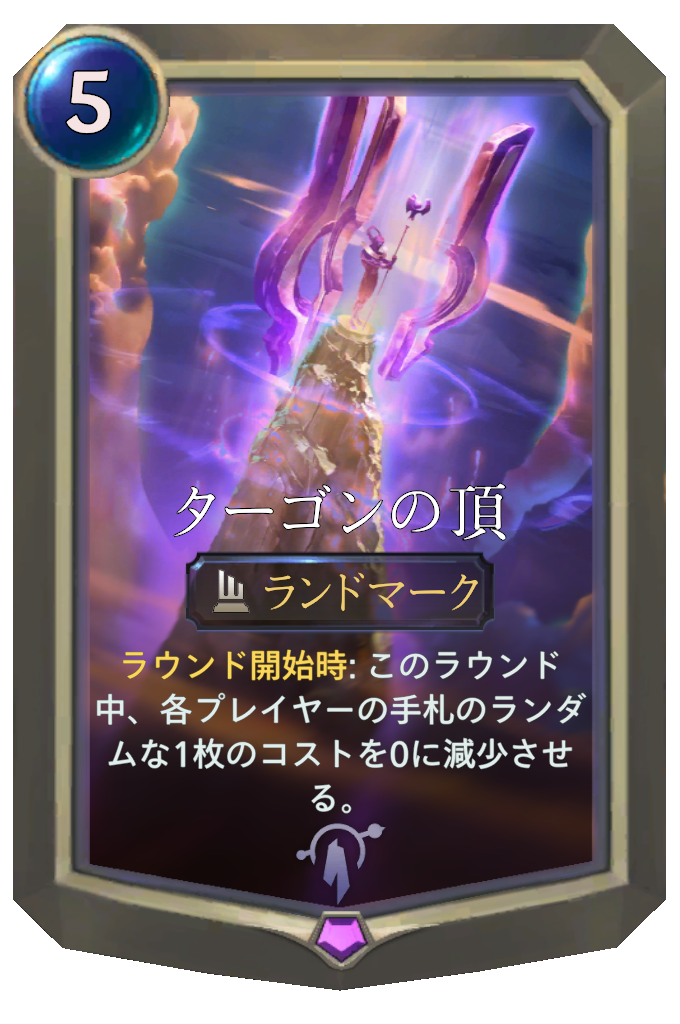 5
ターゴンの頂
ランドマーク
ラウンド開始時: このラウンド
中、各プレイヤーの手札のランダ
ムな1枚のコストを0に減少させ
る。